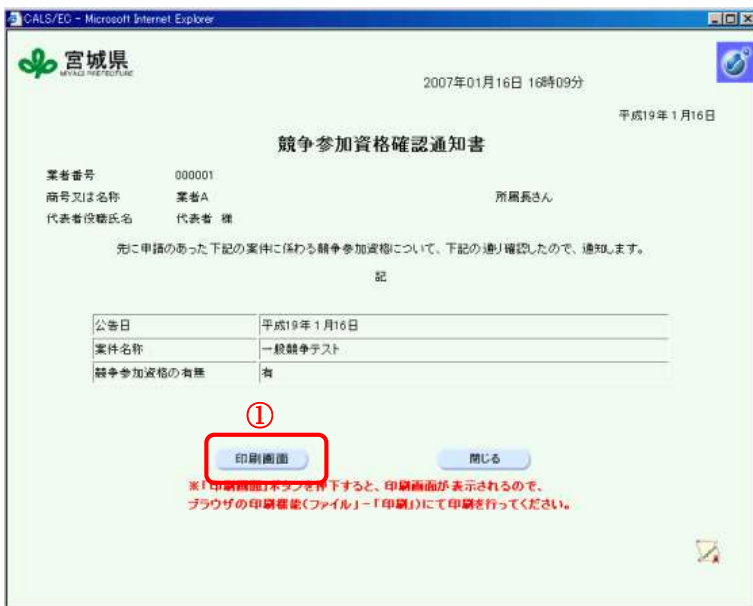 CALS/EC - Microsoft Internet Explorer
宮城県
MIYAGI PREFECTURE
2007年01月16日 16時09分
平成19年1月16日
競争参加資格確認通知書
業者番号 000001
商号又は名称 業者A 所属長さん
代表者役職氏名 代表者 様
先に申請のあった下記の案件に係わる競争参加資格について、下記の通り確認したので、通知します。
記
公告日 平成19年1月16日
案件名称 一般競争テスト
競争参加資格の有無 有
①
印刷画面 閉じる
※「印刷画面」ボタンを押下すると、印刷画面が表示されるので、
ブラウザの印刷機能(ファイル」-「印刷」)にて印刷を行ってください。